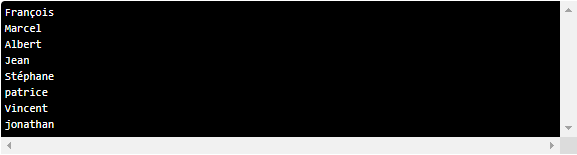 François
Marcel
Albert
Jean
Stéphane
patrice
Vincent
jonathan